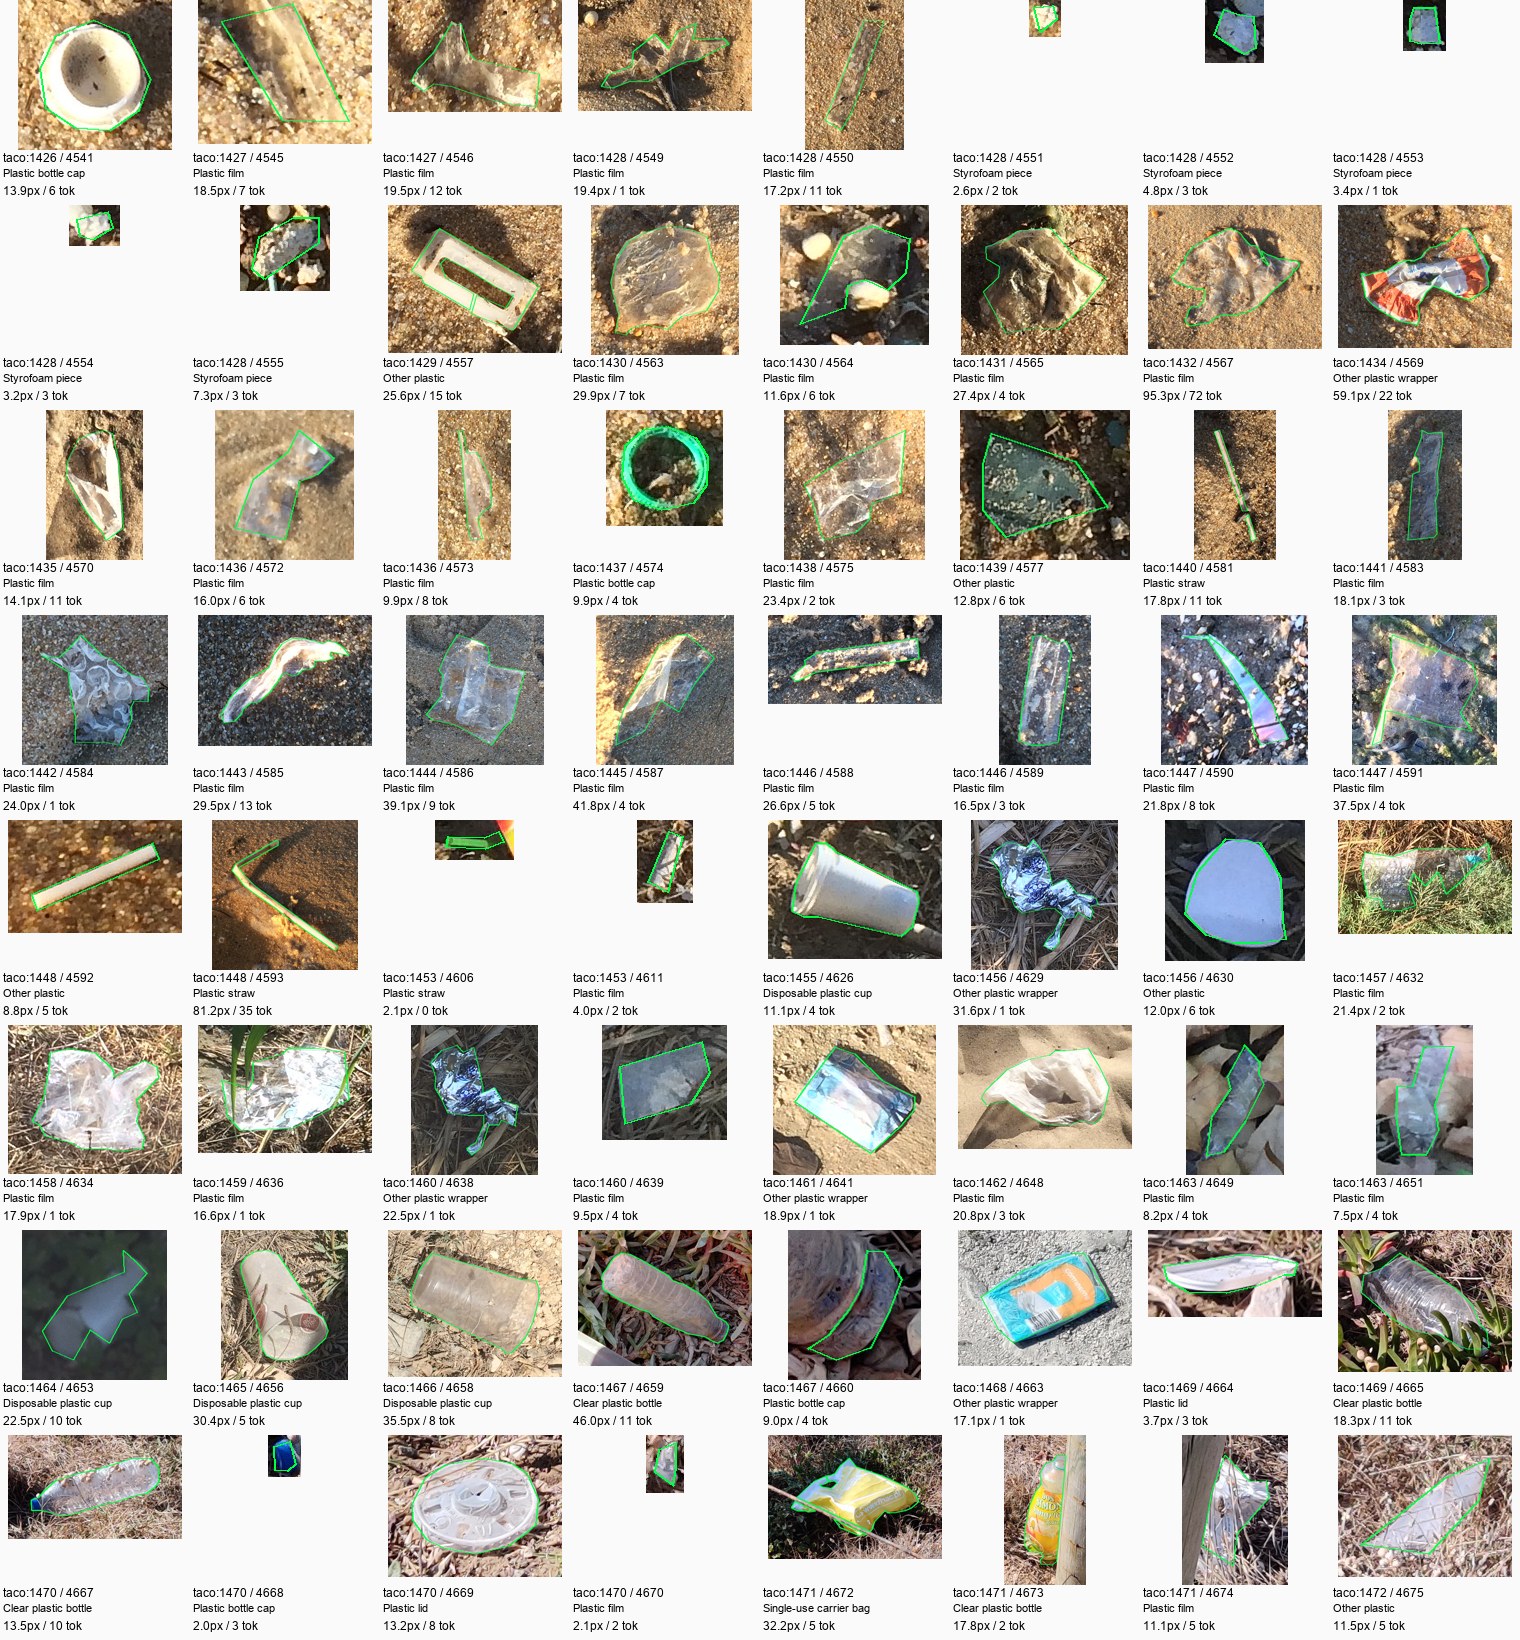 taco:1426 / 4541
Plastic bottle cap
13.9px / 6 tok
taco:1427 / 4545
Plastic film
18.5px / 7 tok
taco:1427 / 4546
Plastic film
19.5px / 12 tok
taco:1428 / 4549
Plastic film
19.4px / 1 tok
taco:1428 / 4550
Plastic film
17.2px / 11 tok
taco:1428 / 4551
Styrofoam piece
2.6px / 2 tok
taco:1428 / 4552
Styrofoam piece
4.8px / 3 tok
taco:1428 / 4553
Styrofoam piece
3.4px / 1 tok
taco:1428 / 4554
Styrofoam piece
3.2px / 3 tok
taco:1428 / 4555
Styrofoam piece
7.3px / 3 tok
taco:1429 / 4557
Other plastic
25.6px / 15 tok
taco:1430 / 4563
Plastic film
29.9px / 7 tok
taco:1430 / 4564
Plastic film
11.6px / 6 tok
taco:1431 / 4565
Plastic film
27.4px / 4 tok
taco:1432 / 4567
Plastic film
95.3px / 72 tok
taco:1434 / 4569
Other plastic wrapper
59.1px / 22 tok
taco:1435 / 4570
Plastic film
14.1px / 11 tok
taco:1436 / 4572
Plastic film
16.0px / 6 tok
taco:1436 / 4573
Plastic film
9.9px / 8 tok
taco:1437 / 4574
Plastic bottle cap
9.9px / 4 tok
taco:1438 / 4575
Plastic film
23.4px / 2 tok
taco:1439 / 4577
Other plastic
12.8px / 6 tok
taco:1440 / 4581
Plastic straw
17.8px / 11 tok
taco:1441 / 4583
Plastic film
18.1px / 3 tok
taco:1442 / 4584
Plastic film
24.0px / 1 tok
taco:1443 / 4585
Plastic film
29.5px / 13 tok
taco:1444 / 4586
Plastic film
39.1px / 9 tok
taco:1445 / 4587
Plastic film
41.8px / 4 tok
taco:1446 / 4588
Plastic film
26.6px / 5 tok
taco:1446 / 4589
Plastic film
16.5px / 3 tok
taco:1447 / 4590
Plastic film
21.8px / 8 tok
taco:1447 / 4591
Plastic film
37.5px / 4 tok
taco:1448 / 4592
Other plastic
8.8px / 5 tok
taco:1448 / 4593
Plastic straw
81.2px / 35 tok
taco:1453 / 4606
Plastic straw
2.1px / 0 tok
taco:1453 / 4611
Plastic film
4.0px / 2 tok
taco:1455 / 4626
Disposable plastic cup
11.1px / 4 tok
taco:1456 / 4629
Other plastic wrapper
31.6px / 1 tok
taco:1456 / 4630
Other plastic
12.0px / 6 tok
taco:1457 / 4632
Plastic film
21.4px / 2 tok
taco:1458 / 4634
Plastic film
17.9px / 1 tok
taco:1459 / 4636
Plastic film
16.6px / 1 tok
taco:1460 / 4638
Other plastic wrapper
22.5px / 1 tok
taco:1460 / 4639
Plastic film
9.5px / 4 tok
taco:1461 / 4641
Other plastic wrapper
18.9px / 1 tok
taco:1462 / 4648
Plastic film
20.8px / 3 tok
taco:1463 / 4649
Plastic film
8.2px / 4 tok
taco:1463 / 4651
Plastic film
7.5px / 4 tok
taco:1464 / 4653
Disposable plastic cup
22.5px / 10 tok
taco:1465 / 4656
Disposable plastic cup
30.4px / 5 tok
taco:1466 / 4658
Disposable plastic cup
35.5px / 8 tok
taco:1467 / 4659
Clear plastic bottle
46.0px / 11 tok
taco:1467 / 4660
Plastic bottle cap
9.0px / 4 tok
taco:1468 / 4663
Other plastic wrapper
17.1px / 1 tok
taco:1469 / 4664
Plastic lid
3.7px / 3 tok
taco:1469 / 4665
Clear plastic bottle
18.3px / 11 tok
taco:1470 / 4667
Clear plastic bottle
13.5px / 10 tok
taco:1470 / 4668
Plastic bottle cap
2.0px / 3 tok
taco:1470 / 4669
Plastic lid
13.2px / 8 tok
taco:1470 / 4670
Plastic film
2.1px / 2 tok
taco:1471 / 4672
Single-use carrier bag
32.2px / 5 tok
taco:1471 / 4673
Clear plastic bottle
17.8px / 2 tok
taco:1471 / 4674
Plastic film
11.1px / 5 tok
taco:1472 / 4675
Other plastic
11.5px / 5 tok